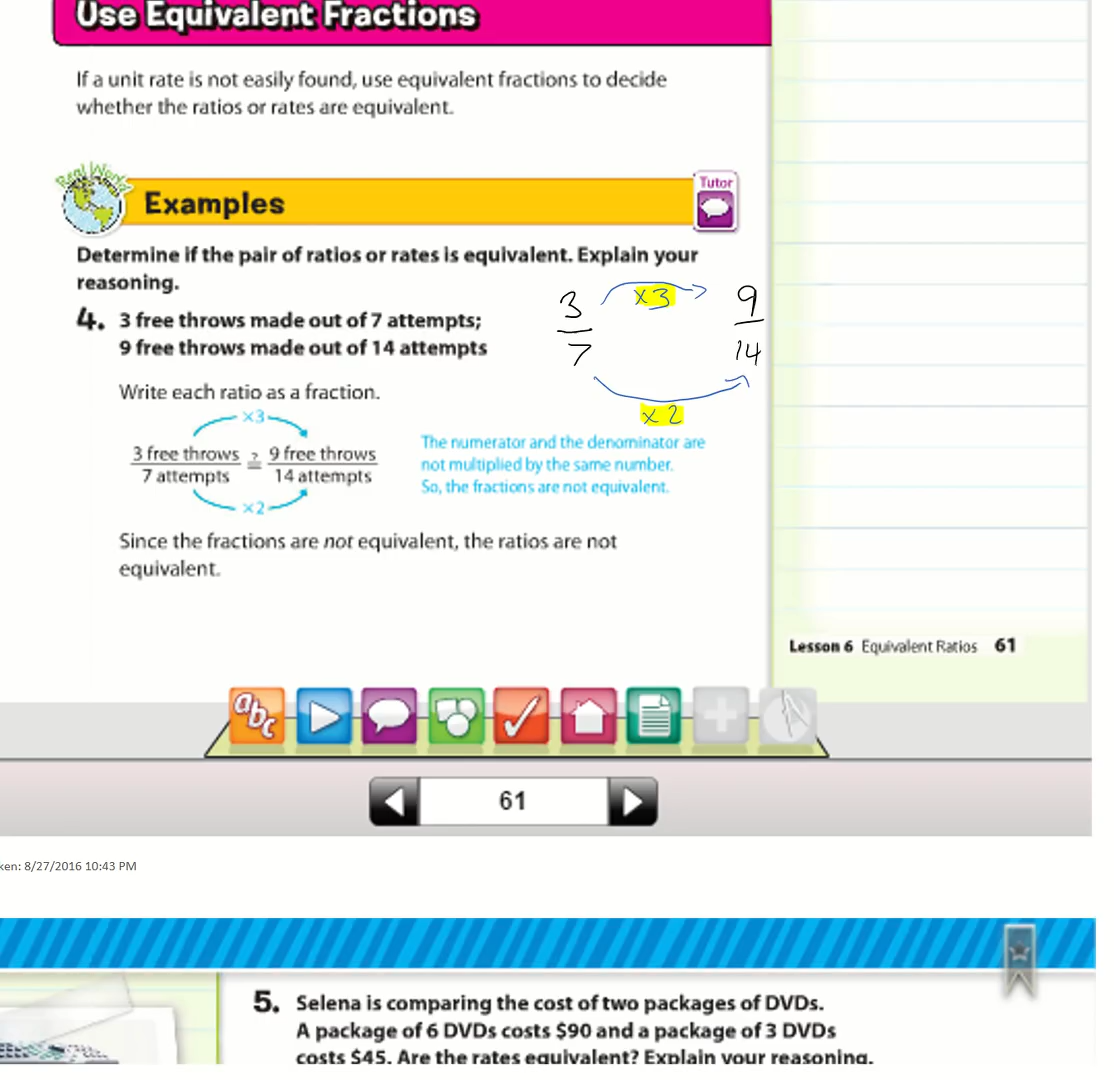 Use Equivalent Fractions
If a unit rate is not easily found, use equivalent fractions to decide
whether the ratios or rates are equivalent.
Real World
Examples
Tutor
Determine if the pair of ratios or rates is equivalent. Explain your
reasoning.
4. 3 free throws made out of 7 attempts;
9 free throws made out of 14 attempts
3 x3 9
7 14
x2
Write each ratio as a fraction.
×3
3 free throws ? 9 free throws
7 attempts = 14 attempts
×2
The numerator and the denominator are
not multiplied by the same number.
So, the fractions are not equivalent.
Since the fractions are not equivalent, the ratios are not
equivalent.
Lesson 6 Equivalent Ratios 61
abc
61
ken: 8/27/2016 10:43 PM
5. Selena is comparing the cost of two packages of DVDs.
A package of 6 DVDs costs $90 and a package of 3 DVDs
costs $45. Are the rates equivalent? Explain your reasoning.